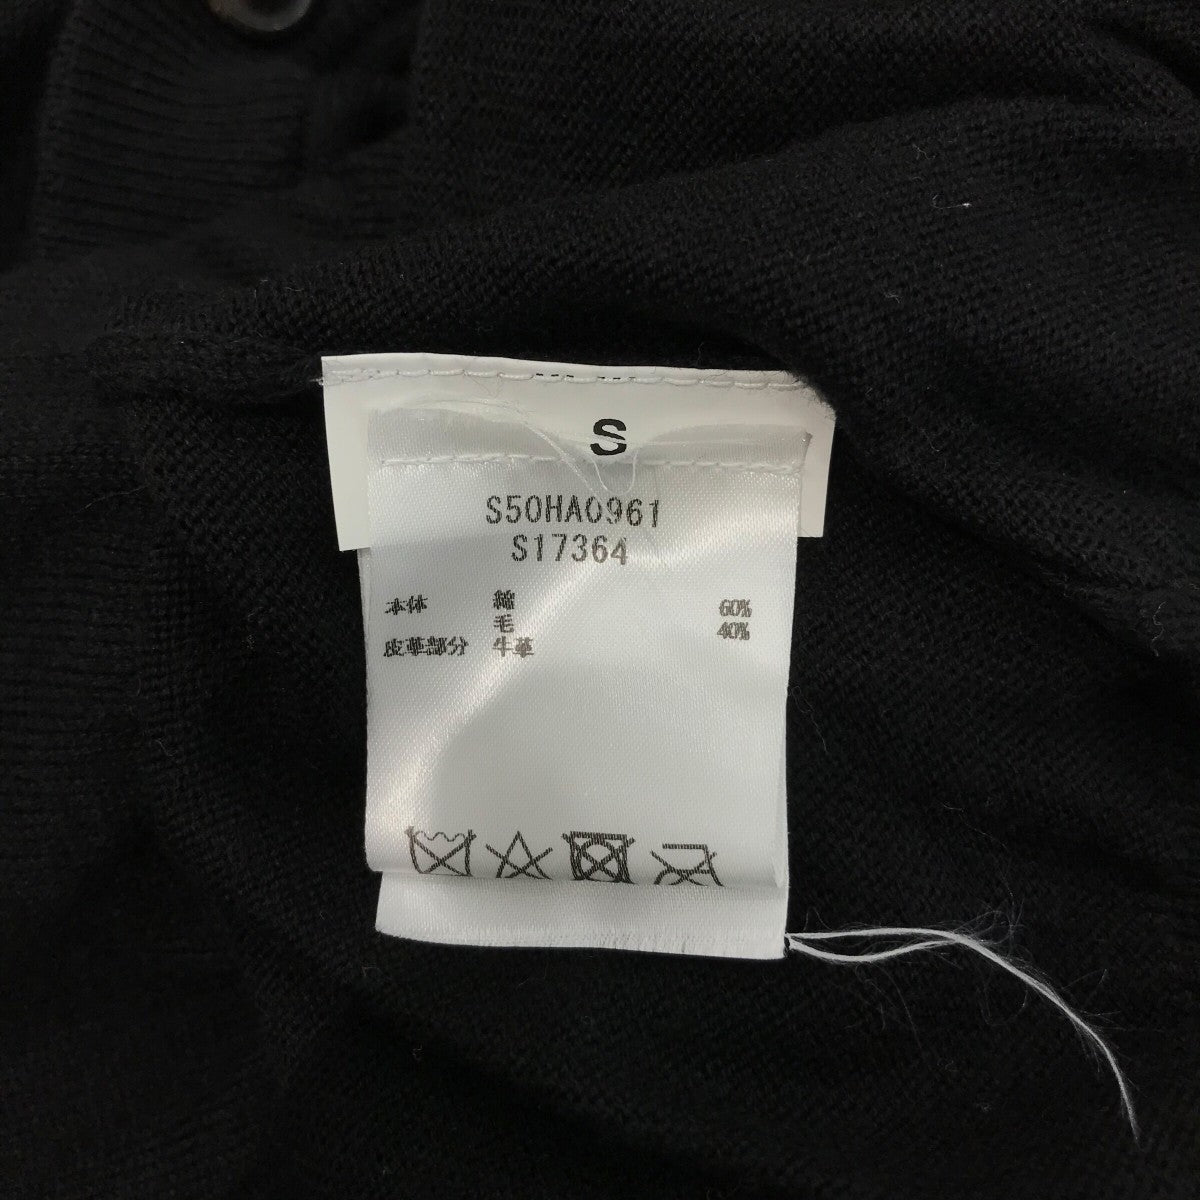 S
S50HA0961
S17364
本体 綿 60%
毛 40%
皮革部分 牛革